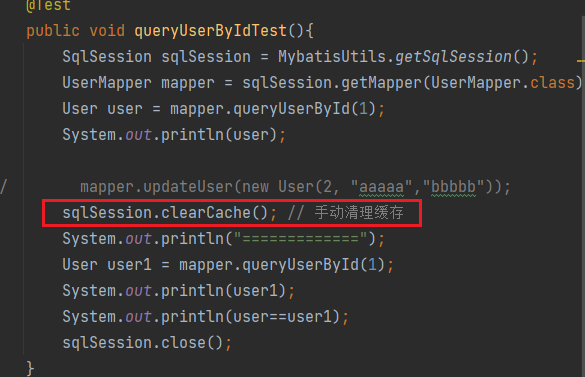 @Test
public void queryUserByIdTest(){
SqlSession sqlSession = MybatisUtils.getSqlSession();
UserMapper mapper = sqlSession.getMapper(UserMapper.class)
User user = mapper.queryUserById(1);
System.out.println(user);
/ mapper.updateUser(new User(2, "aaaaa","bbbbb"));
sqlSession.clearCache(); // 手动清理缓存
System.out.println("=============");
User user1 = mapper.queryUserById(1);
System.out.println(user1);
System.out.println(user==user1);
sqlSession.close();
}